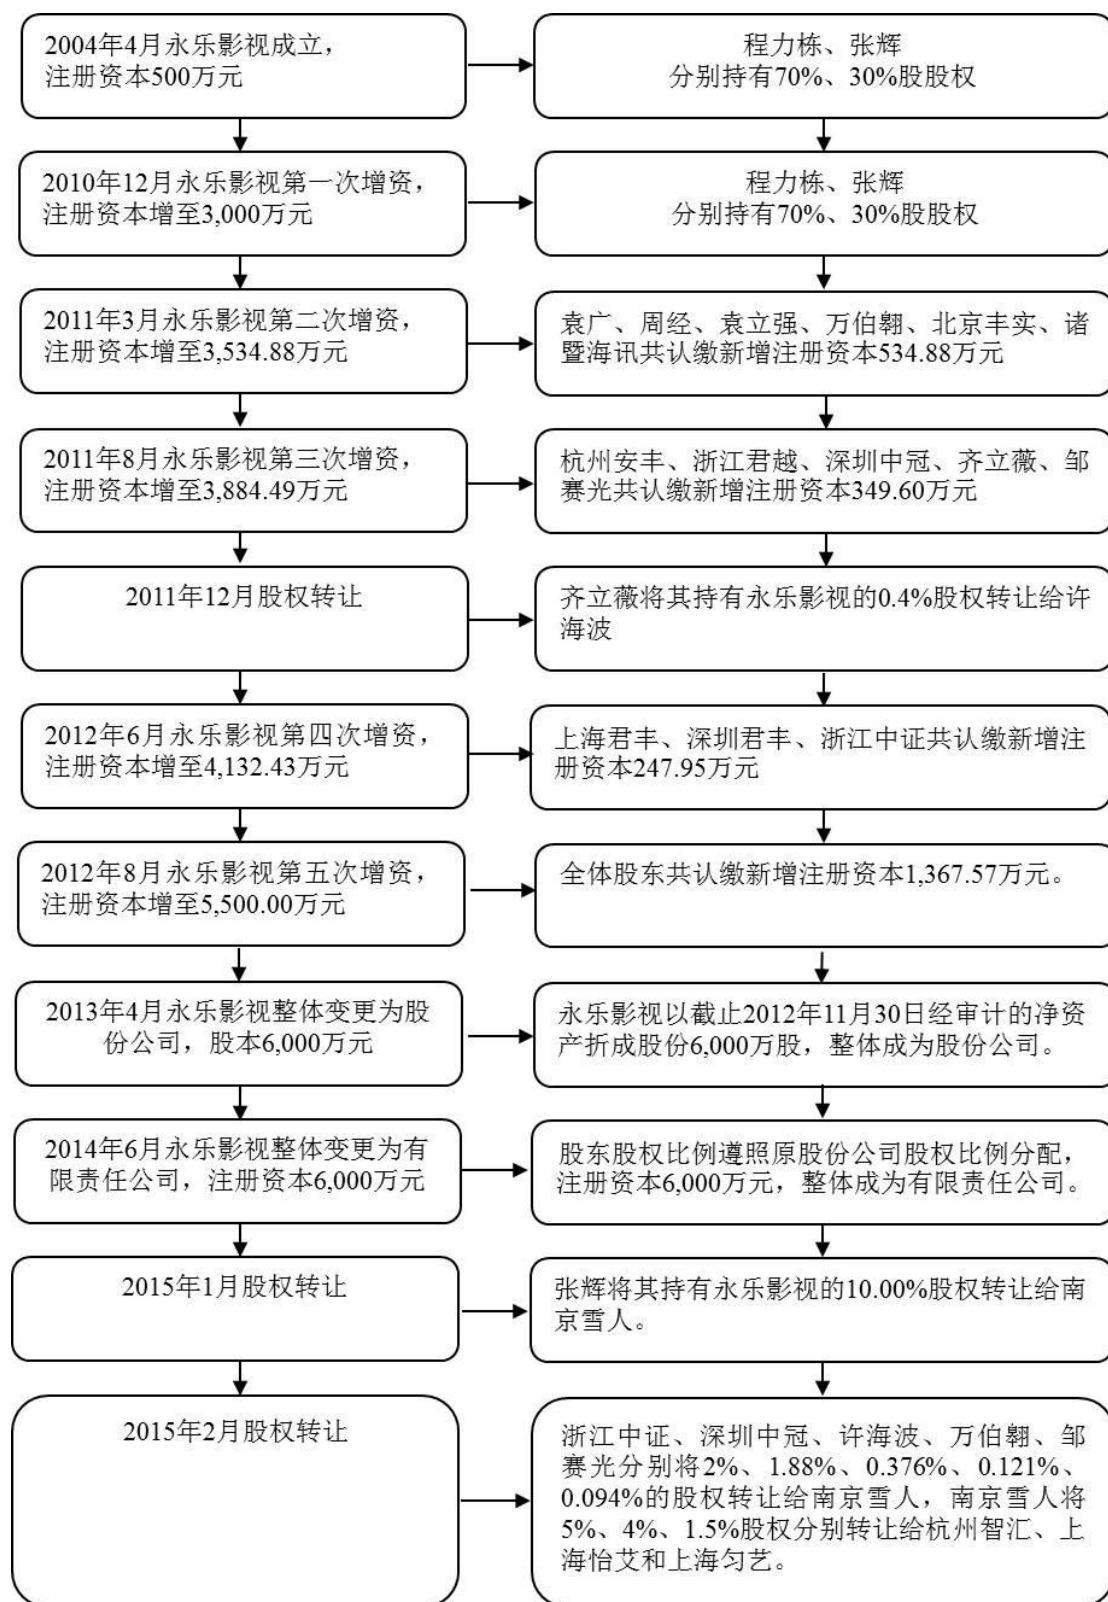 2004年4月永乐影视成立，
注册资本500万元
程力栋、张辉
分别持有70%、30%股股权
2010年12月永乐影视第一次增资，
注册资本增至3,000万元
程力栋、张辉
分别持有70%、30%股股权
2011年3月永乐影视第二次增资，
注册资本增至3,534.88万元
袁广、周经、袁立强、万伯翱、北京丰实、诸
暨海讯共认缴新增注册资本534.88万元
2011年8月永乐影视第三次增资，
注册资本增至3,884.49万元
杭州安丰、浙江君越、深圳中冠、齐立薇、邹
赛光共认缴新增注册资本349.60万元
2011年12月股权转让
齐立薇将其持有永乐影视的0.4%股权转让给许
海波
2012年6月永乐影视第四次增资，
注册资本增至4,132.43万元
上海君丰、深圳君丰、浙江中证共认缴新增注
册资本247.95万元
2012年8月永乐影视第五次增资，
注册资本增至5,500.00万元
全体股东共认缴新增注册资本1,367.57万元。
2013年4月永乐影视整体变更为股
份公司，股本6,000万元
永乐影视以截止2012年11月30日经审计的净资
产折成股份6,000万股，整体成为股份公司。
2014年6月永乐影视整体变更为有
限责任公司，注册资本6,000万元
股东股权比例遵照原股份公司股权比例分配，
注册资本6,000万元，整体成为有限责任公司。
2015年1月股权转让
张辉将其持有永乐影视的10.00%股权转让给南
京雪人。
2015年2月股权转让
浙江中证、深圳中冠、许海波、万伯翱、邹
赛光分别将2%、1.88%、0.376%、0.121%、
0.094%的股权转让给南京雪人，南京雪人将
5%、4%、1.5%股权分别转让给杭州智汇、上
海怡艾和上海匀艺。